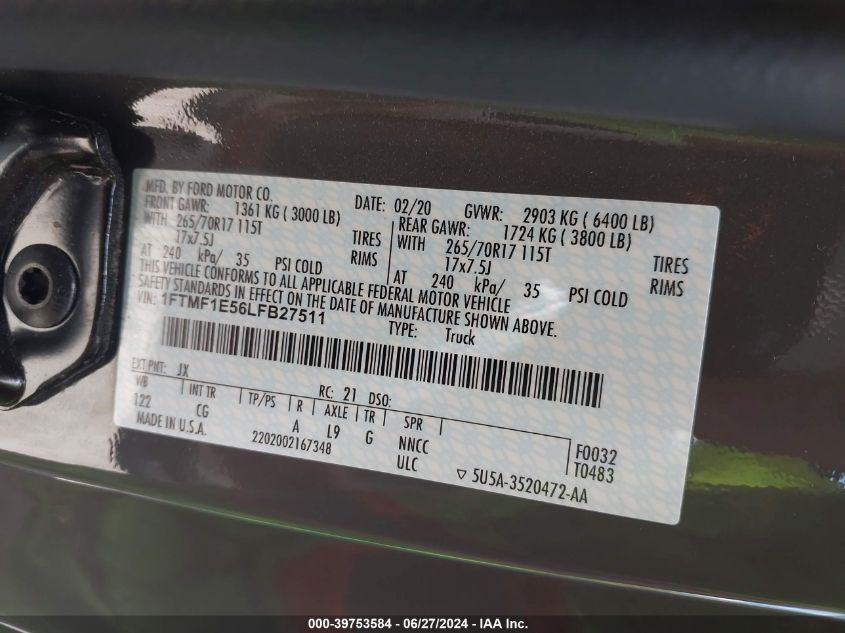 MFD. BY FORD MOTOR CO. DATE: 02/20 GVWR: 2903 KG ( 6400 LB)
FRONT GAWR: 1361 KG ( 3000 LB) REAR GAWR: 1724 KG ( 3800 LB)
WITH 265/70R17 115T TIRES WITH 265/70R17 115T TIRES
17x7.5J RIMS 17x7.5J RIMS
AT 240 kPa/ 35 PSI COLD AT 240 kPa/ 35 PSI COLD
THIS VEHICLE CONFORMS TO ALL APPLICABLE FEDERAL MOTOR VEHICLE
SAFETY STANDARDS IN EFFECT ON THE DATE OF MANUFACTURE SHOWN ABOVE.
VIN: 1FTMF1E56LFB27511 TYPE: Truck
EXT PNT: JX RC: 21 DSO:
WB INT TR TP/PS R AXLE TR SPR
122 CG A L9 G NNCC F0032
MADE IN U.S.A. 2202002167348 ULC T0483
▽ 5U5A-3520472-AA
000-39753584 - 06/27/2024 - IAA Inc.